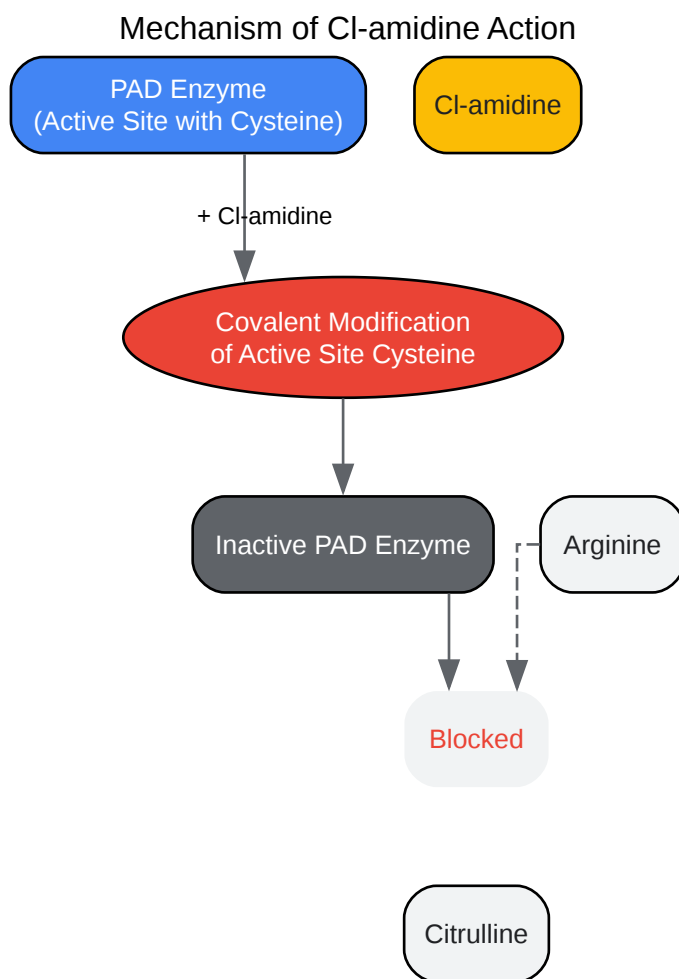 Mechanism of Cl-amidine Action
PAD Enzyme
(Active Site with Cysteine)
Cl-amidine
+ Cl-amidine
Covalent Modification
of Active Site Cysteine
Inactive PAD Enzyme
Arginine
Blocked
Citrulline